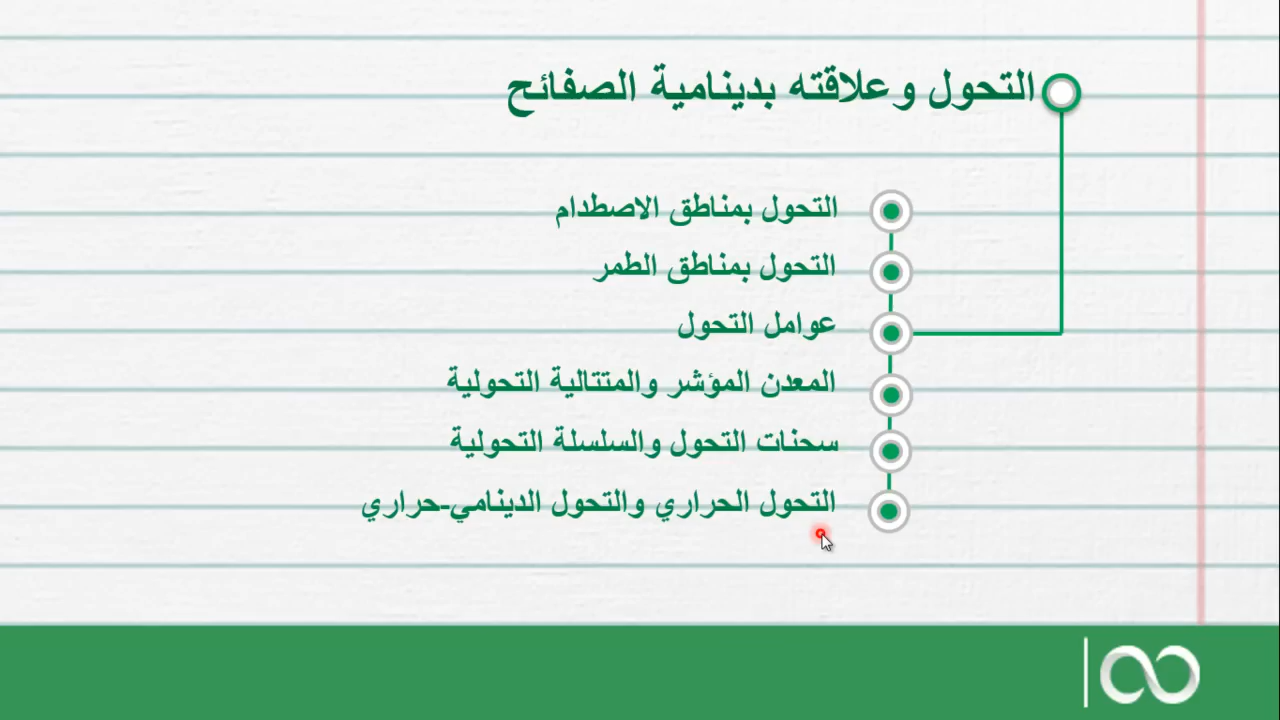 التحول وعلاقته بدينامية الصفائح
التحول بمناطق الاصطدام
التحول بمناطق الطمر
عوامل التحول
المعدن المؤشر والمتتالية التحولية
سحنات التحول والسلسلة التحولية
التحول الحراري والتحول الدينامي-حراري